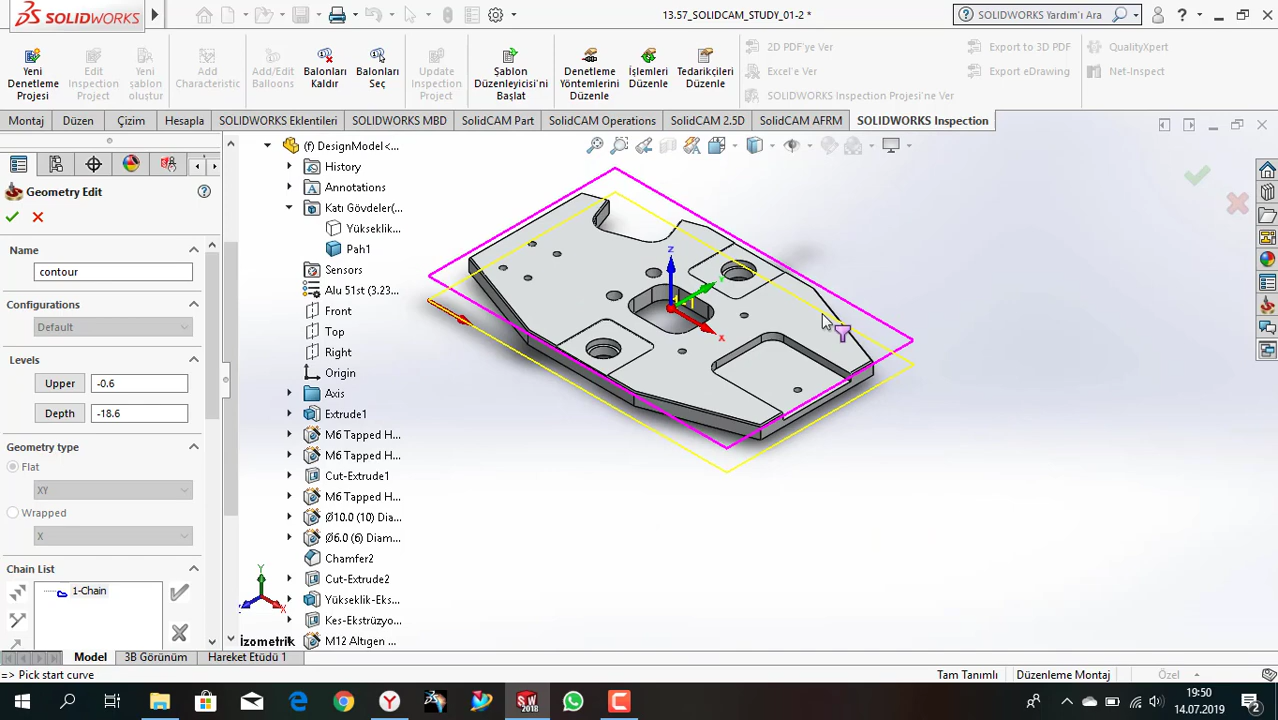 SOLIDWORKS
13.57_SOLIDCAM_STUDY_01-2 *
SOLIDWORKS Yardım'ı Ara
Yeni Denetleme Projesi
Edit Inspection Project
Yeni şablon oluştur
Add Characteristic
Add/Edit Balloons
Balonları Kaldır
Balonları Seç
Update Inspection Project
Şablon Düzenleyicisi'ni Başlat
Denetleme Yöntemlerini Düzenle
İşlemleri Düzenle
Tedarikçileri Düzenle
2D PDF'ye Ver
Excel'e Ver
SOLIDWORKS Inspection Projesi'ne Ver
Export to 3D PDF
Export eDrawing
QualityXpert
Net-Inspect
Montaj
Düzen
Çizim
Hesapla
SOLIDWORKS Eklentileri
SOLIDWORKS MBD
SolidCAM Part
SolidCAM Operations
SolidCAM 2.5D
SolidCAM AFRM
SOLIDWORKS Inspection
Geometry Edit
Name
contour
Configurations
Default
Levels
Upper
-0.6
Depth
-18.6
Geometry type
Flat
XY
Wrapped
X
Chain List
1-Chain
(f) DesignModel<...
History
Annotations
Katı Gövdeler(...
Yükseklik...
Pah1
Sensors
Alu 51st (3.23...
Front
Top
Right
Origin
Axis
Extrude1
M6 Tapped H...
M6 Tapped H...
Cut-Extrude1
M6 Tapped H...
Ø10.0 (10) Dia...
Ø6.0 (6) Diam...
Chamfer2
Cut-Extrude2
Yükseklik-Eks...
Kes-Ekstrüzyo...
M12 Altıgen ...
Z
Y
X
Y
X
*İzometrik
Model
3B Görünüm
Hareket Etüdü 1
=> Pick start curve
Tam Tanımlı
Düzenleme Montaj
Özel
19:50
14.07.2019
2